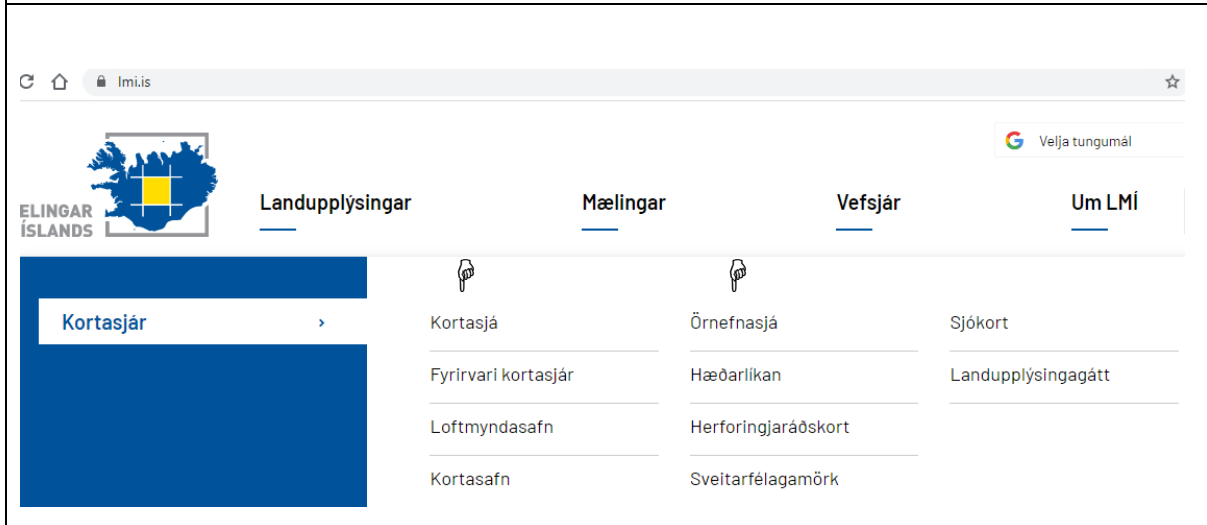 lmi.is
Velja tungumál
ELINGAR
ÍSLANDS
Landupplýsingar Mælingar Vefsjár Um LMÍ
Kortasjár
Kortasjá Örnefnasjá Sjókort
Fyrirvari kortasjár Hæðarlíkan Landupplýsingagátt
Loftmyndasafn Herforingjaráðskort
Kortasafn Sveitarfélagamörk